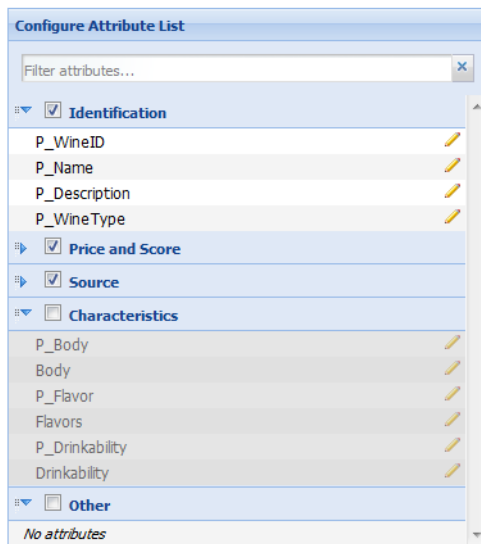 Configure Attribute List
Filter attributes...
Identification
P_WineID
P_Name
P_Description
P_WineType
Price and Score
Source
Characteristics
P_Body
Body
P_Flavor
Flavors
P_Drinkability
Drinkability
Other
No attributes